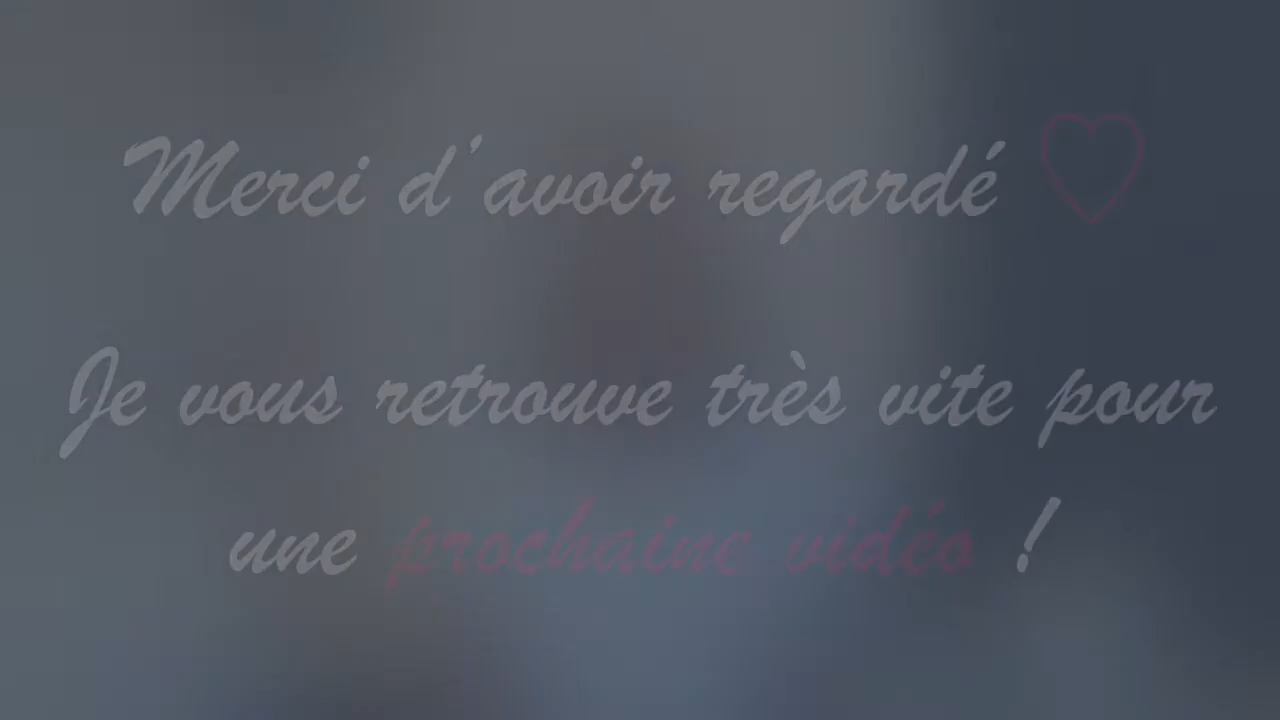 Merci d'avoir regardé ♡
Je vous retrouve très vite pour
une prochaine vidéo !